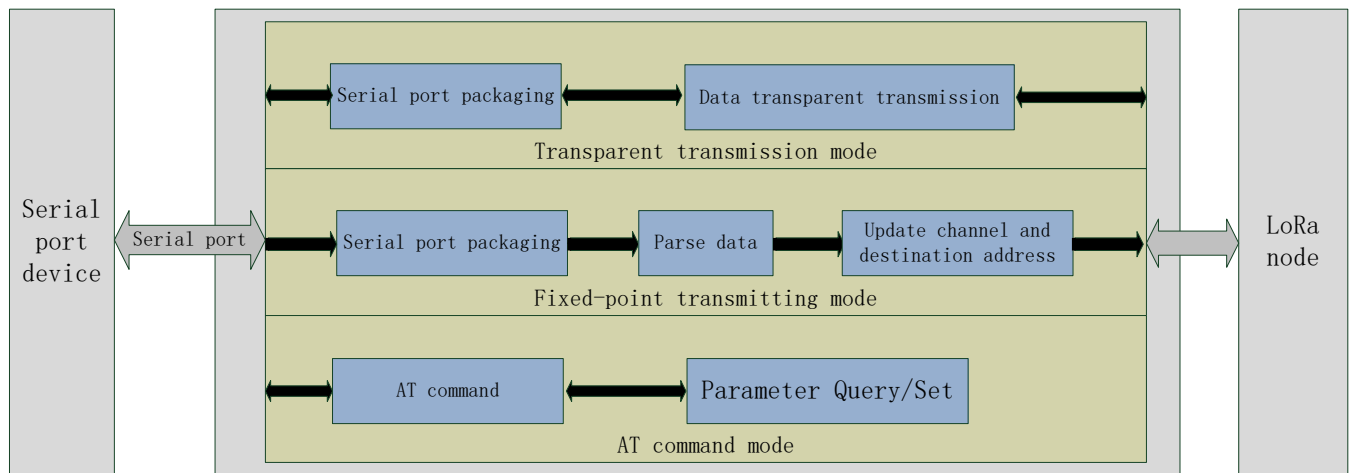 Serial
port
device
Serial port
Serial port packaging
Data transparent transmission
Transparent transmission mode
Serial port packaging
Parse data
Update channel and
destination address
Fixed-point transmitting mode
AT command
Parameter Query/Set
AT command mode
LoRa
node